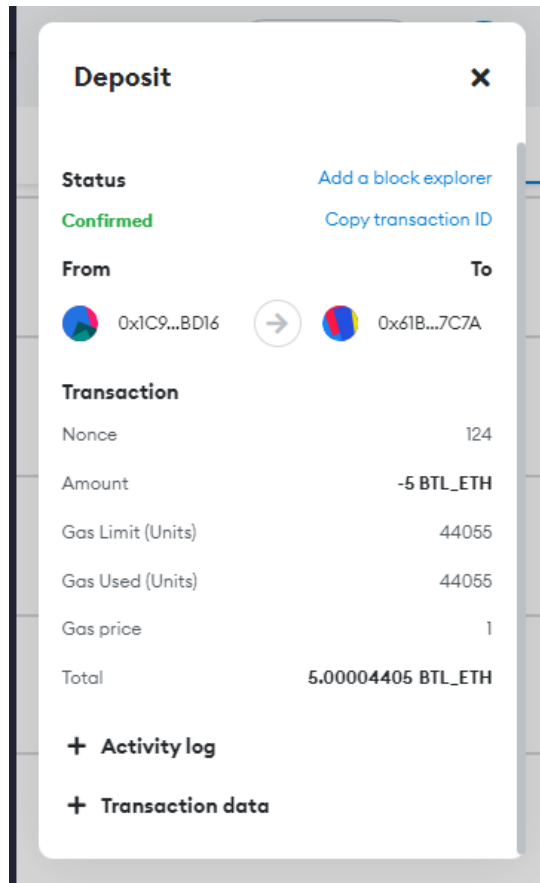 Deposit
Status Add a block explorer
Confirmed Copy transaction ID
From To
0x1C9...BD16 0x61B...7C7A
Transaction
Nonce 124
Amount -5 BTL_ETH
Gas Limit (Units) 44055
Gas Used (Units) 44055
Gas price 1
Total 5.00004405 BTL_ETH
+ Activity log
+ Transaction data